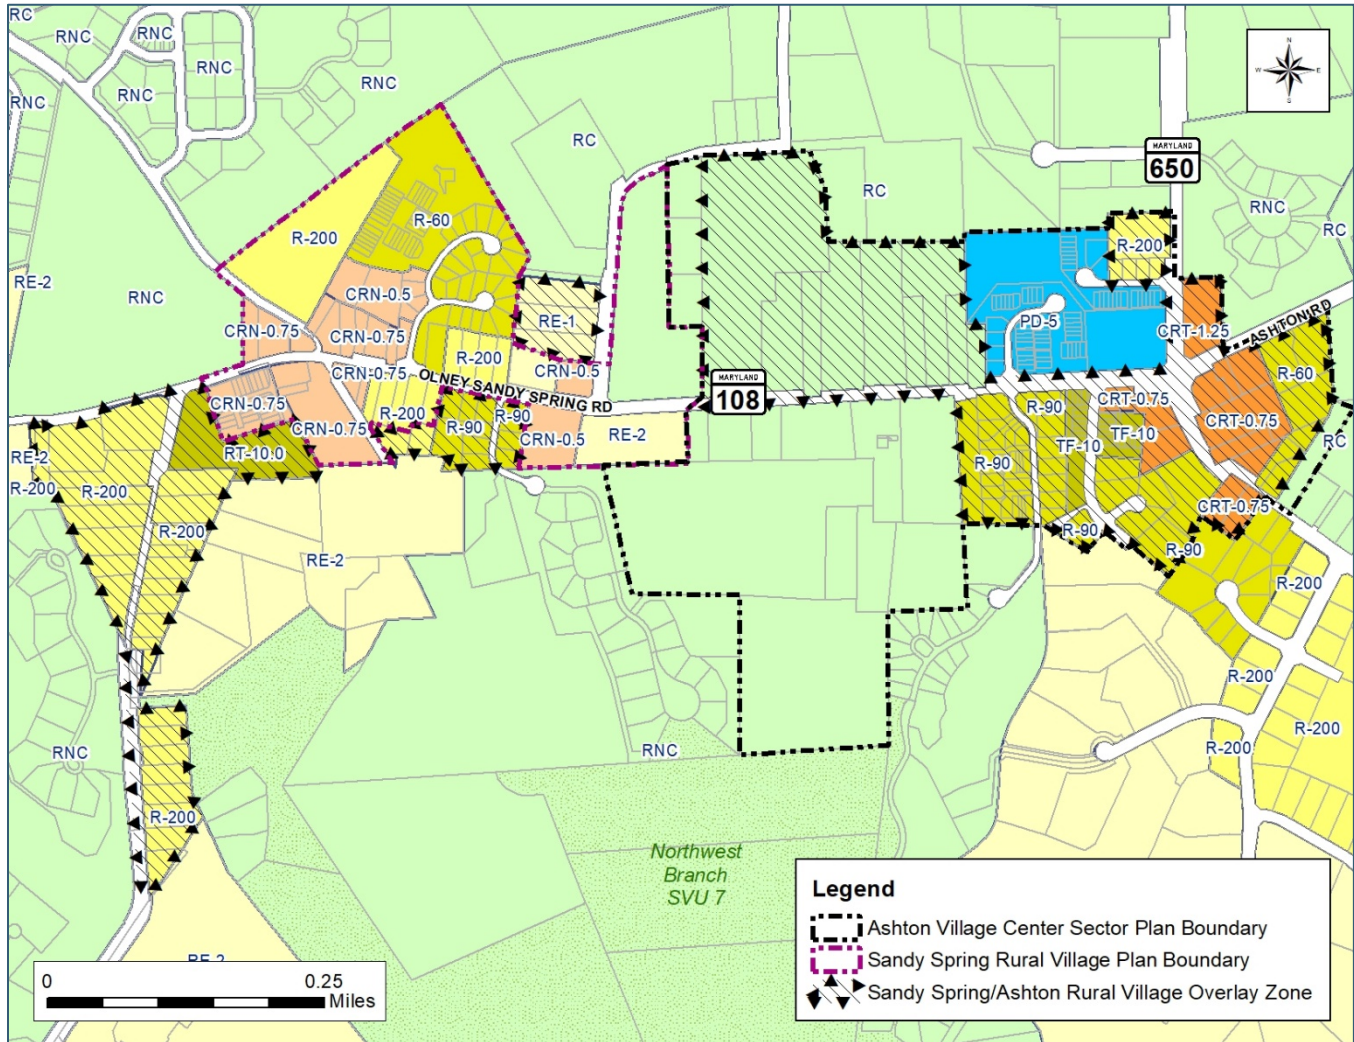 RC
RNC
RNC
RNC
RNC
RNC
RNC
RC
N
W
E
S
MARYLAND
650
RC
RNC
RC
R-200
R-60
R-200
RE-2
RNC
CRN-0.5
RE-1
CRN-0.75
CRN-0.75
PD-5
CRT-1.25
ASHTON RD
R-200
CRN-0.5
R-60
CRN-0.75
OLNEY SANDY SPRING RD
MARYLAND
108
CRN-0.75
R-200
R-90
R-90
CRN-0.75
CRN-0.5
RE-2
R-90
CRT-0.75
CRT-0.75
TF-10
TF-10
RC
RT-10.0
RE-2
R-200
R-200
R-90
CRT-0.75
R-200
R-90
R-90
RE-2
R-200
R-200
R-200
R-200
RNC
RNC
R-200
Northwest
Branch
SVU 7
RE-2
0 0.25
Miles
Legend
Ashton Village Center Sector Plan Boundary
Sandy Spring Rural Village Plan Boundary
Sandy Spring/Ashton Rural Village Overlay Zone